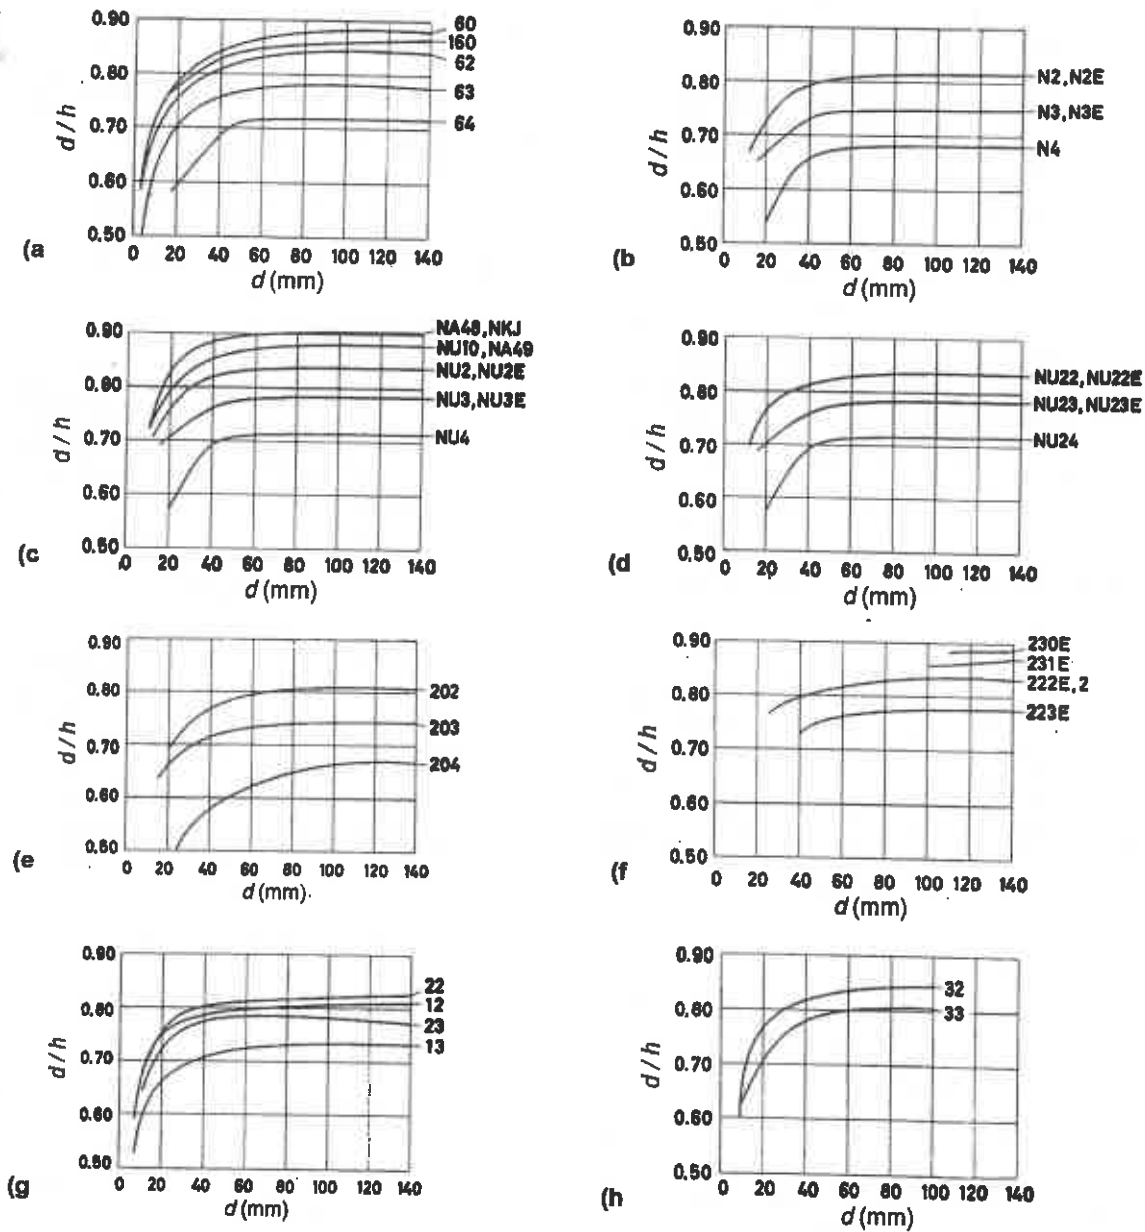 0.90
0.80
0.70
0.60
0.50
d/h
60
160
62
63
64
0 20 40 60 80 100 120 140
d (mm)
(a
0.90
0.80
0.70
0.60
0.50
d/h
N2, N2E
N3, N3E
N4
0 20 40 60 80 100 120 140
d (mm)
(b
0.90
0.80
0.70
0.60
0.50
d/h
NA48, NKJ
NU10, NA49
NU2, NU2E
NU3, NU3E
NU4
0 20 40 60 80 100 120 140
d (mm)
(c
0.90
0.80
0.70
0.60
0.50
d/h
NU22, NU22E
NU23, NU23E
NU24
0 20 40 60 80 100 120 140
d (mm)
(d
0.90
0.80
0.70
0.60
0.50
d/h
202
203
204
0 20 40 60 80 100 120 140
d (mm).
(e
0.90
0.80
0.70
0.60
0.50
d/h
230E
231E
222E, 2
223E
0 20 40 60 80 100 120 140
d (mm)
(f
0.90
0.80
0.70
0.60
0.50
d/h
22
12
23
13
0 20 40 60 80 100 120 140
d (mm)
(g
0.90
0.80
0.70
0.60
0.50
d/h
32
33
0 20 40 60 80 100 120 140
d (mm)
(h